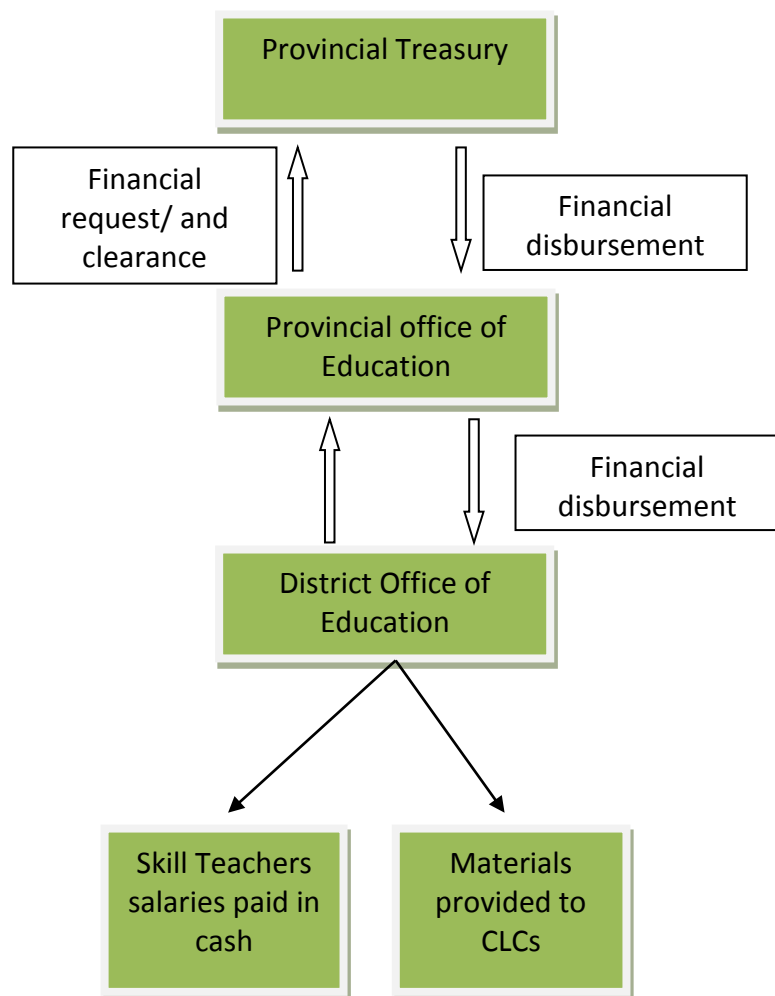 Provincial Treasury
Financial
request/ and
clearance
Financial
disbursement
Provincial office of
Education
Financial
disbursement
District Office of
Education
Skill Teachers
salaries paid in
cash
Materials
provided to
CLCs